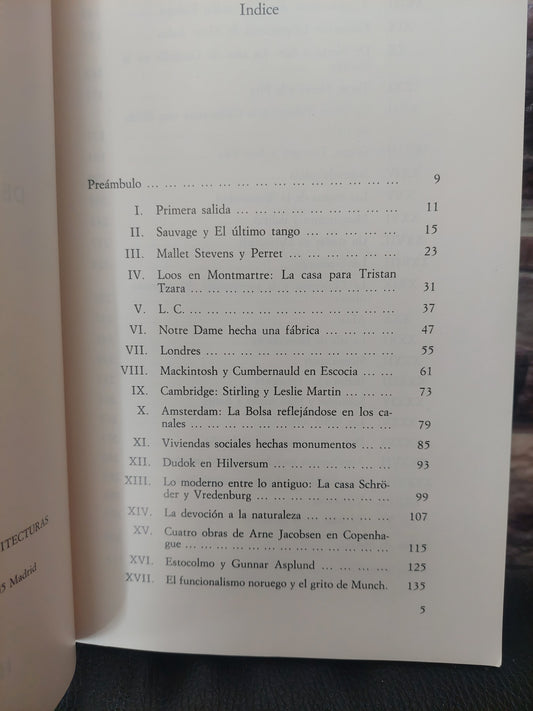 Indice
Preámbulo ... ... ... ... ... ... ... ... ... ... ... ... ... 9
I. Primera salida ... ... ... ... ... ... ... ... ... 11
II. Sauvage y El último tango ... ... ... ... ... 15
III. Mallet Stevens y Perret ... ... ... ... ... ... 23
IV. Loos en Montmartre: La casa para Tristan
Tzara ... ... ... ... ... ... ... ... ... ... ... 31
V. L. C. ... ... ... ... ... ... ... ... ... ... ... 37
VI. Notre Dame hecha una fábrica ... ... ... ... 47
VII. Londres ... ... ... ... ... ... ... ... ... ... 55
VIII. Mackintosh y Cumbernauld en Escocia ... ... 61
IX. Cambridge: Stirling y Leslie Martin ... ... ... 73
X. Amsterdam: La Bolsa reflejándose en los ca-
nales ... ... ... ... ... ... ... ... ... ... ... 79
XI. Viviendas sociales hechas monumentos ... ... 85
XII. Dudok en Hilversum ... ... ... ... ... ... ... 93
XIII. Lo moderno entre lo antiguo: La casa Schrö-
der y Vredenburg ... ... ... ... ... ... ... 99
XIV. La devoción a la naturaleza ... ... ... ... ... 107
XV. Cuatro obras de Arne Jacobsen en Copenha-
gue ... ... ... ... ... ... ... ... ... ... ... 115
XVI. Estocolmo y Gunnar Asplund ... ... ... ... 125
XVII. El funcionalismo noruego y el grito de Munch. 135
5
Madrid